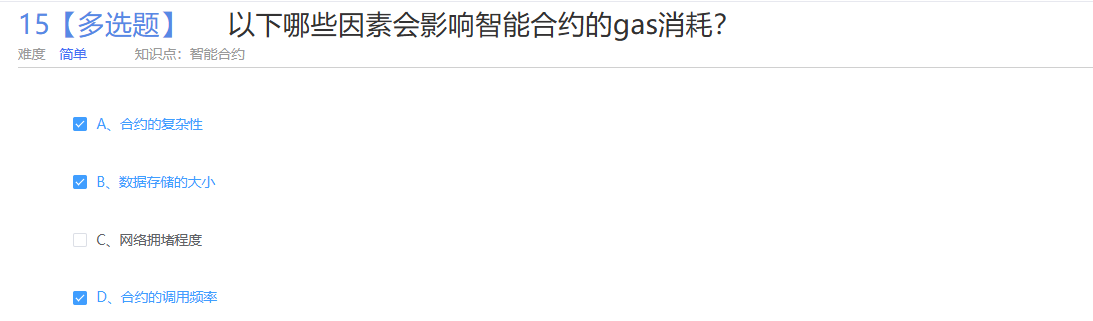 15【多选题】 以下哪些因素会影响智能合约的gas消耗？
难度 简单 知识点：智能合约
A、合约的复杂性
B、数据存储的大小
C、网络拥堵程度
D、合约的调用频率